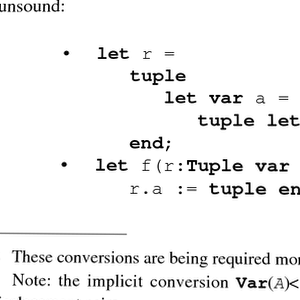 unsound:
• let r =
tuple
let var a =
tuple let
end;
• let f(r:Tuple var
r.a := tuple en
These conversions are being required mor
Note: the implicit conversion Var(A)<